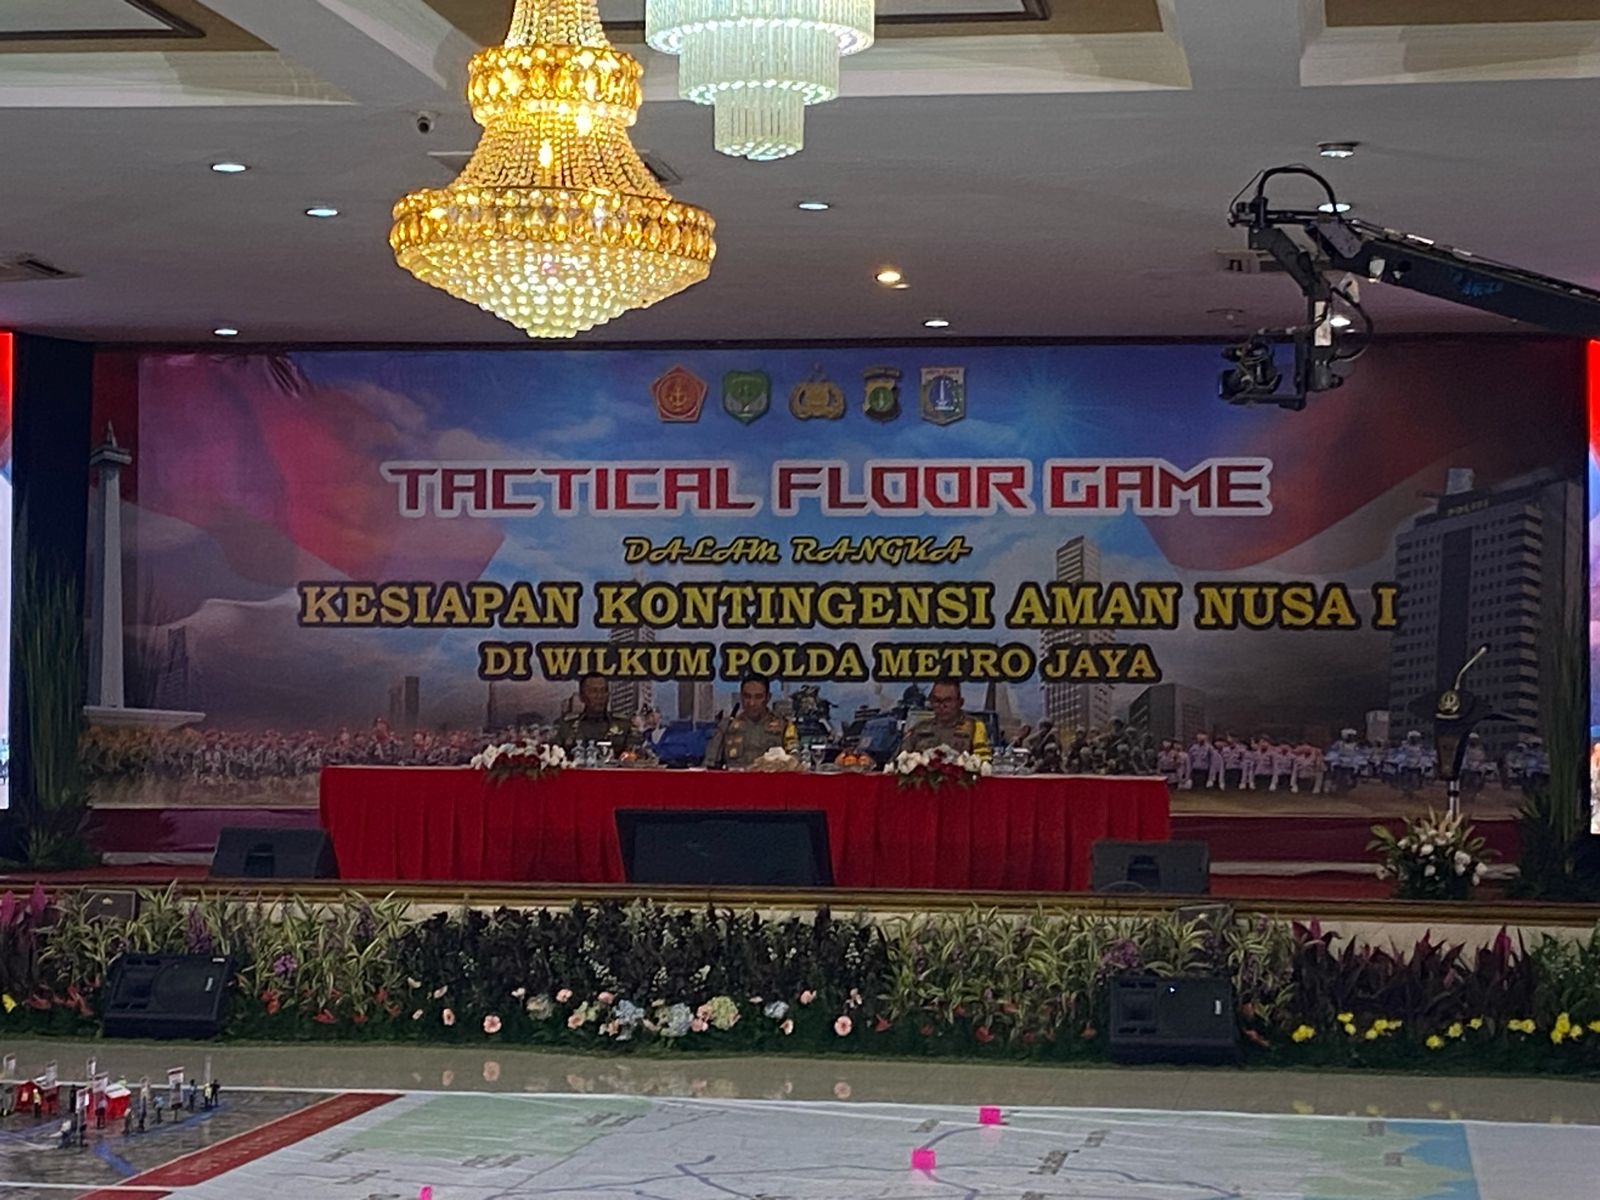 TACTICAL FLOOR GAME
DALAM RANGKA
KESIAPAN KONTINGENSI AMAN NUSA I
DI WILKUM POLDA METRO JAYA